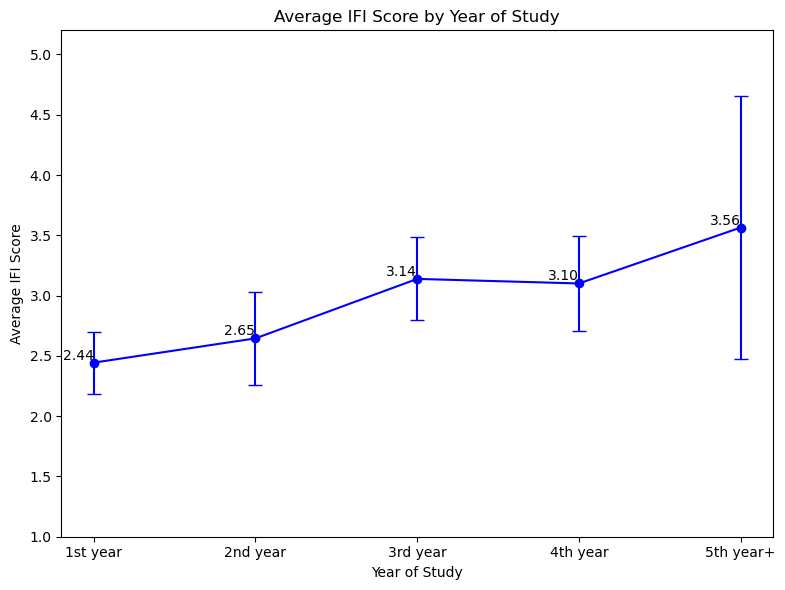 Average IFI Score by Year of Study
Average IFI Score
5.0
4.5
4.0
3.5
3.0
2.5
2.0
1.5
1.0
2.44
2.65
3.14
3.10
3.56
1st year
2nd year
3rd year
4th year
5th year+
Year of Study